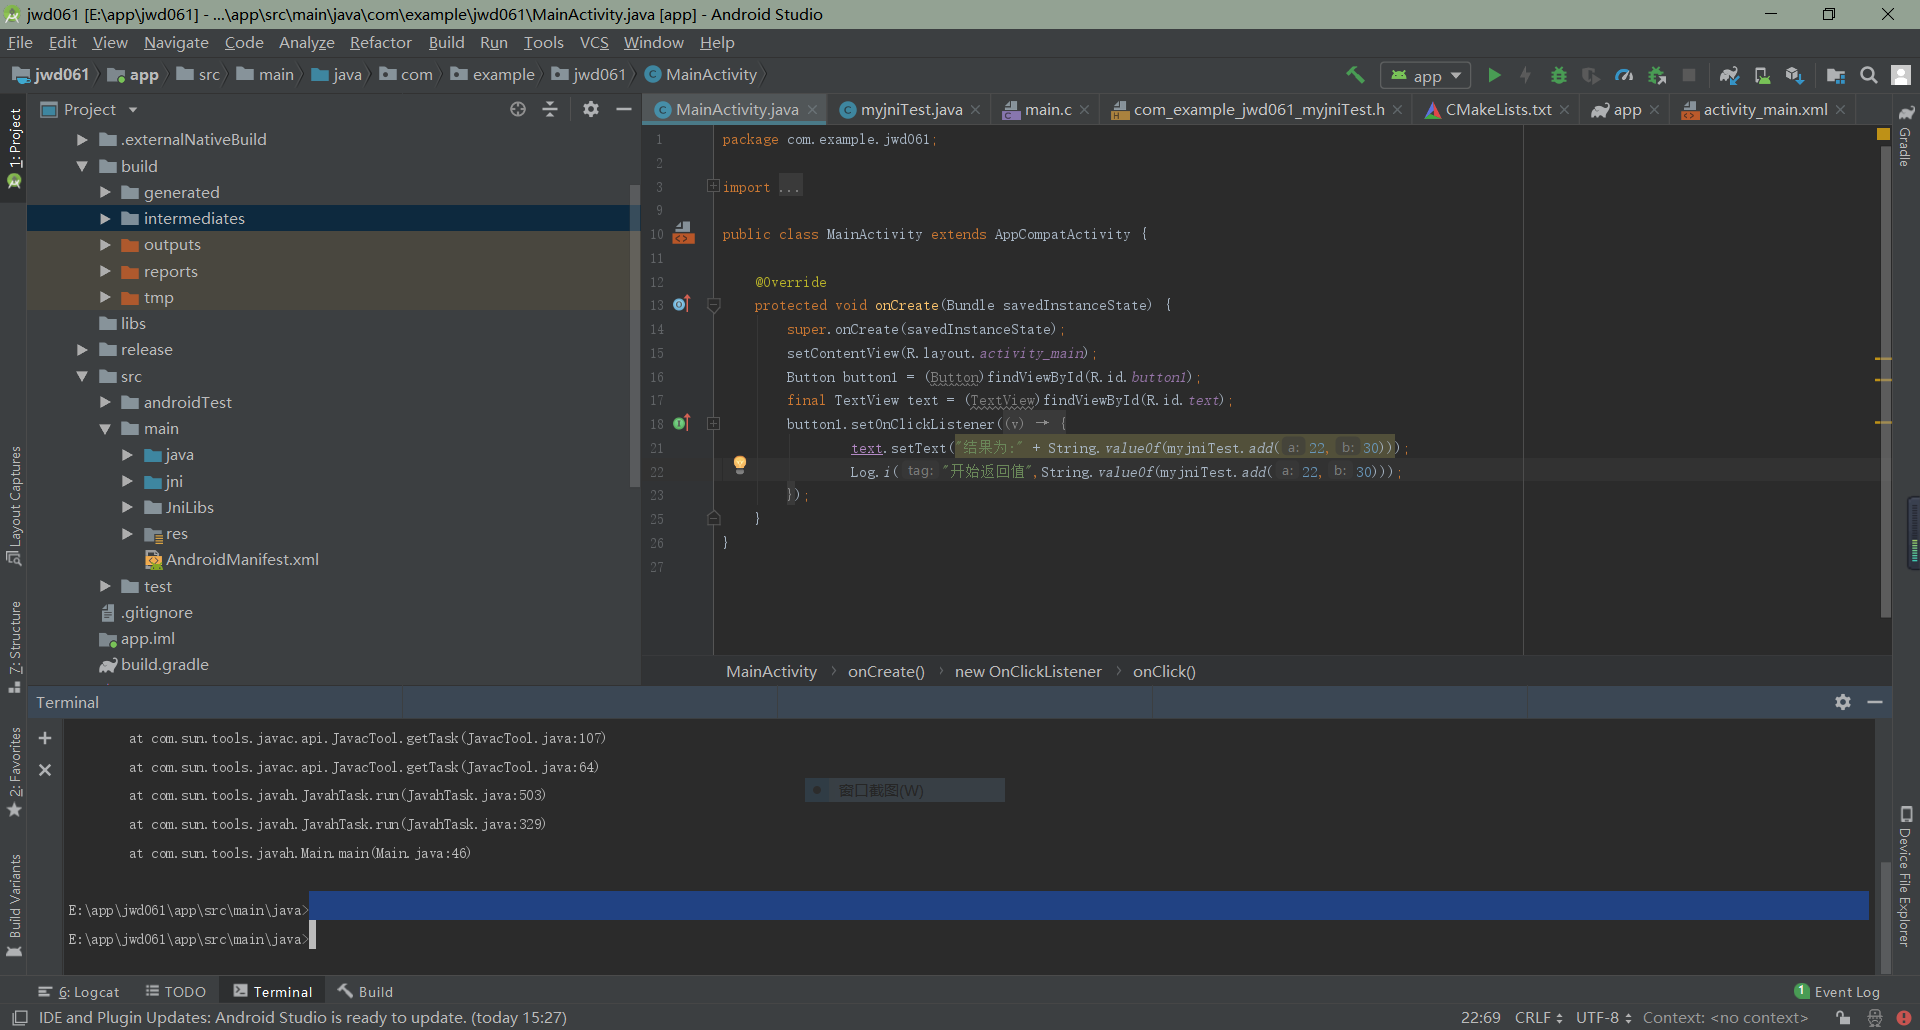 jwd061 [E:\app\jwd061] - ...\app\src\main\java\com\example\jwd061\MainActivity.java [app] - Android Studio
File Edit View Navigate Code Analyze Refactor Build Run Tools VCS Window Help
jwd061 app src main java com example jwd061 MainActivity app
Project
MainActivity.java myjniTest.java main.c com_example_jwd061_myjniTest.h CMakeLists.txt app activity_main.xml
1: Project
Layout Captures
Z: Structure
2: Favorites
Build Variants
.externalNativeBuild
build
generated
intermediates
outputs
reports
tmp
libs
release
src
androidTest
main
java
jni
JniLibs
res
AndroidManifest.xml
test
.gitignore
app.iml
build.gradle
1 package com.example.jwd061;
2
3 import ...
9
10 public class MainActivity extends AppCompatActivity {
11
12 @Override
13 protected void onCreate(Bundle savedInstanceState) {
14 super.onCreate(savedInstanceState);
15 setContentView(R.layout.activity_main);
16 Button button1 = (Button)findViewById(R.id.button1);
17 final TextView text = (TextView)findViewById(R.id.text);
18 button1.setOnClickListener((v) → {
21 text.setText("结果为:" + String.valueOf(myjniTest.add( a: 22, b: 30)));
22 Log.i( tag: "开始返回值",String.valueOf(myjniTest.add( a: 22, b: 30)));
23 });
25 }
26 }
27
MainActivity › onCreate() › new OnClickListener › onClick()
Gradle
Device File Explorer
Terminal
at com.sun.tools.javac.api.JavacTool.getTask(JavacTool.java:107)
at com.sun.tools.javac.api.JavacTool.getTask(JavacTool.java:64)
at com.sun.tools.javah.JavahTask.run(JavahTask.java:503)
at com.sun.tools.javah.JavahTask.run(JavahTask.java:329)
at com.sun.tools.javah.Main.main(Main.java:46)
窗口截图(W)
E:\app\jwd061\app\src\main\java>
E:\app\jwd061\app\src\main\java>
6: Logcat TODO Terminal Build 1 Event Log
IDE and Plugin Updates: Android Studio is ready to update. (today 15:27) 22:69 CRLF UTF-8 Context: <no context>